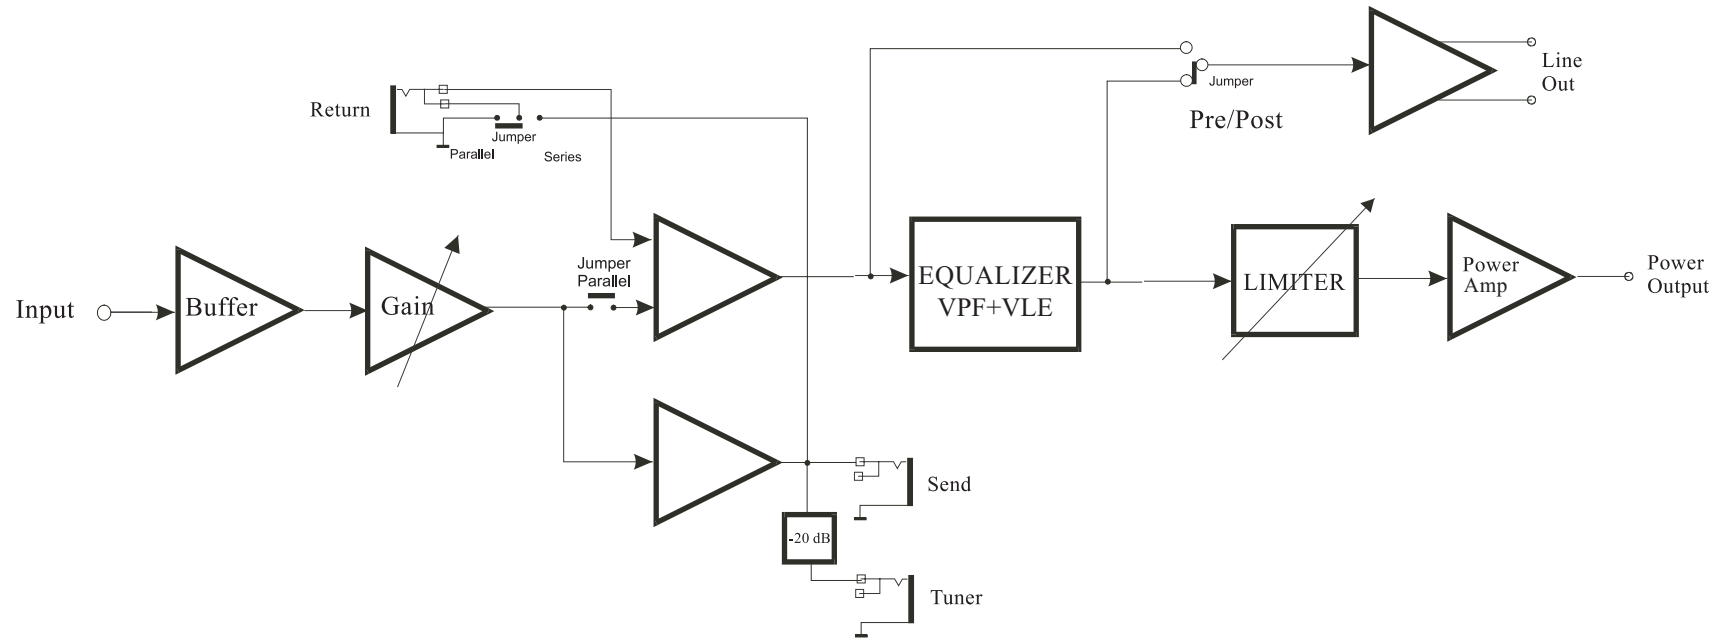 Line
Out
Jumper
Pre/Post
Return
Jumper
Parallel
Series
Jumper
Parallel
Input
Buffer
Gain
EQUALIZER
VPF+VLE
LIMITER
Power
Amp
Power
Output
Send
-20 dB
Tuner